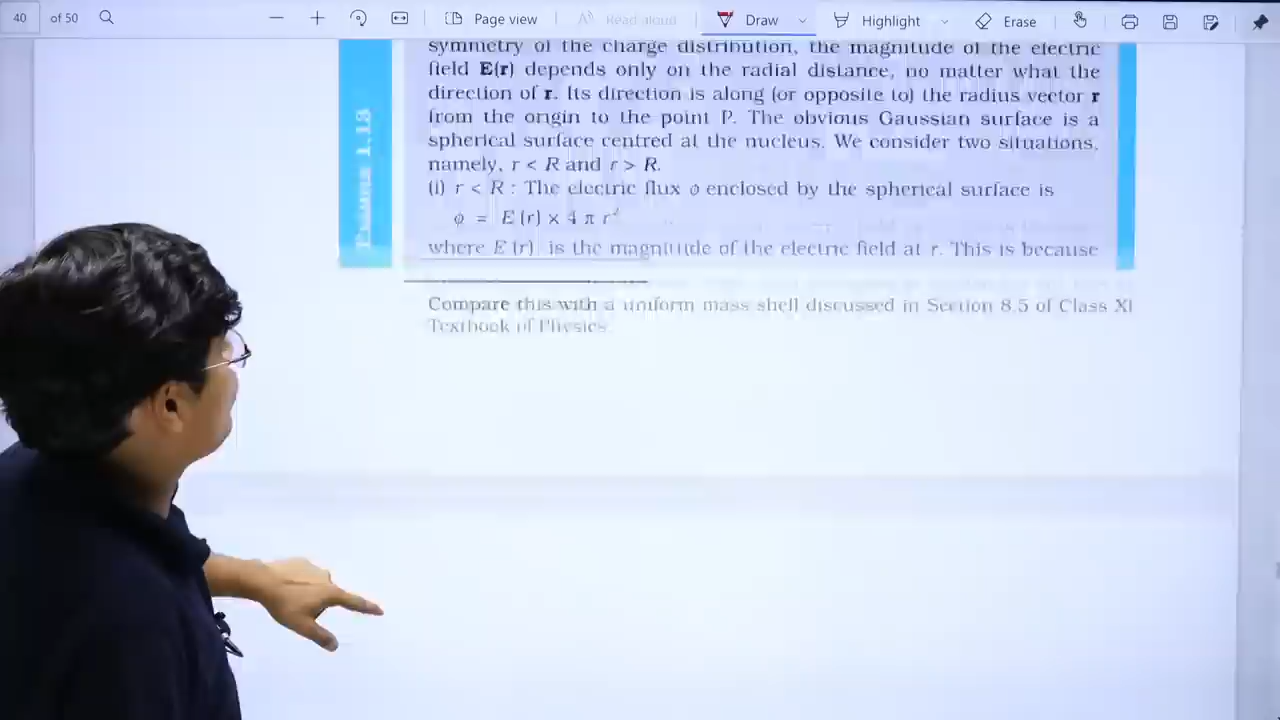 40 of 50 Page view Read aloud Draw Highlight Erase
symmetry of the charge distribution, the magnitude of the electric
field E(r) depends only on the radial distance, no matter what the
direction of r. Its direction is along (or opposite to) the radius vector r
from the origin to the point P. The obvious Gaussian surface is a
spherical surface centred at the nucleus. We consider two situations,
namely, r < R and r > R.
(i) r < R : The electric flux ϕ enclosed by the spherical surface is
ϕ = E (r) × 4 π r²
where E (r) is the magnitude of the electric field at r. This is because
Example 1.13
Compare this with a uniform mass shell discussed in Section 8.5 of Class XI
Textbook of Physics.